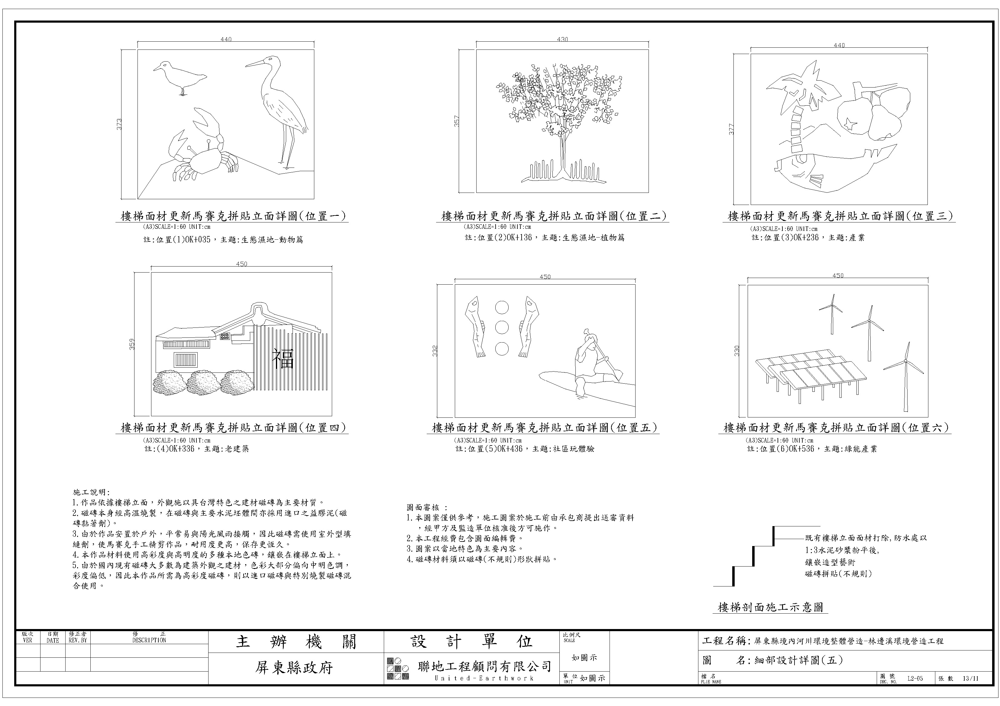 440
373
樓梯面材更新馬賽克拼貼立面詳圖(位置一)
(A3)SCALE=1:60 UNIT:cm
註:位置(1)0K+035，主題:生態濕地-動物篇
430
357
樓梯面材更新馬賽克拼貼立面詳圖(位置二)
(A3)SCALE=1:60 UNIT:cm
註:位置(2)0K+136，主題:生態濕地-植物篇
440
377
樓梯面材更新馬賽克拼貼立面詳圖(位置三)
(A3)SCALE=1:60 UNIT:cm
註:位置(3)0K+236，主題:產業
450
359
福
樓梯面材更新馬賽克拼貼立面詳圖(位置四)
(A3)SCALE=1:60 UNIT:cm
註:(4)0K+336，主題:老建築
450
332
樓梯面材更新馬賽克拼貼立面詳圖(位置五)
(A3)SCALE=1:60 UNIT:cm
註:位置(5)0K+436，主題:社區玩體驗
450
330
樓梯面材更新馬賽克拼貼立面詳圖(位置六)
(A3)SCALE=1:60 UNIT:cm
註:位置(6)0K+536，主題:綠能產業
施工說明:
1.作品依據樓梯立面，外觀施以具台灣特色之建材磁磚為主要材質。
2.磁磚本身經高溫燒製，在磁磚與主要水泥坯體間亦採用進口之益膠泥(磁
磚黏著劑)。
3.由於作品安置於戶外，平常易與陽光風雨接觸，因此磁磚需使用室外型填
縫劑，使馬賽克手工精剪作品，耐用度更高，保存更恆久。
4.本作品材料使用高彩度與高明度的多種本地色磚，鑲嵌在樓梯立面上。
5.由於國內現有磁磚大多數為建築外觀之建材，色彩大部分偏向中明色調，
彩度偏低，因此本作品所需為高彩度磁磚，則以進口磁磚與特別燒製磁磚混
合使用。
圖面審核 :
1.本圖案僅供參考，施工圖案於施工前由承包商提出送審資料
，經甲方及監造單位核准後方可施作。
2.本工程經費包含圖面編輯費。
3.圖案以當地特色為主要內容。
4.磁磚材料須以磁磚(不規則)形狀拼貼。
既有樓梯立面面材打除,防水處以
1:3水泥砂漿粉平後,
鑲嵌造型藝術
磁磚拼貼(不規則)
樓梯剖面施工示意圖
版次 VER
日期 DATE
修正者 REV.BY
修 正 DESCRIPTION
主 辦 機 關
屏東縣政府
設 計 單 位
聯地工程顧問有限公司
United-Earthwork
比例尺 SCALE
如圖示
單 位 UNIT 如圖示
工程名稱:屏東縣境內河川環境整體營造-林邊溪環境營造工程
圖 名:細部設計詳圖(五)
檔 名 FLIE NANE
圖 號 DRG. NO. L2-05
張 數 13/11